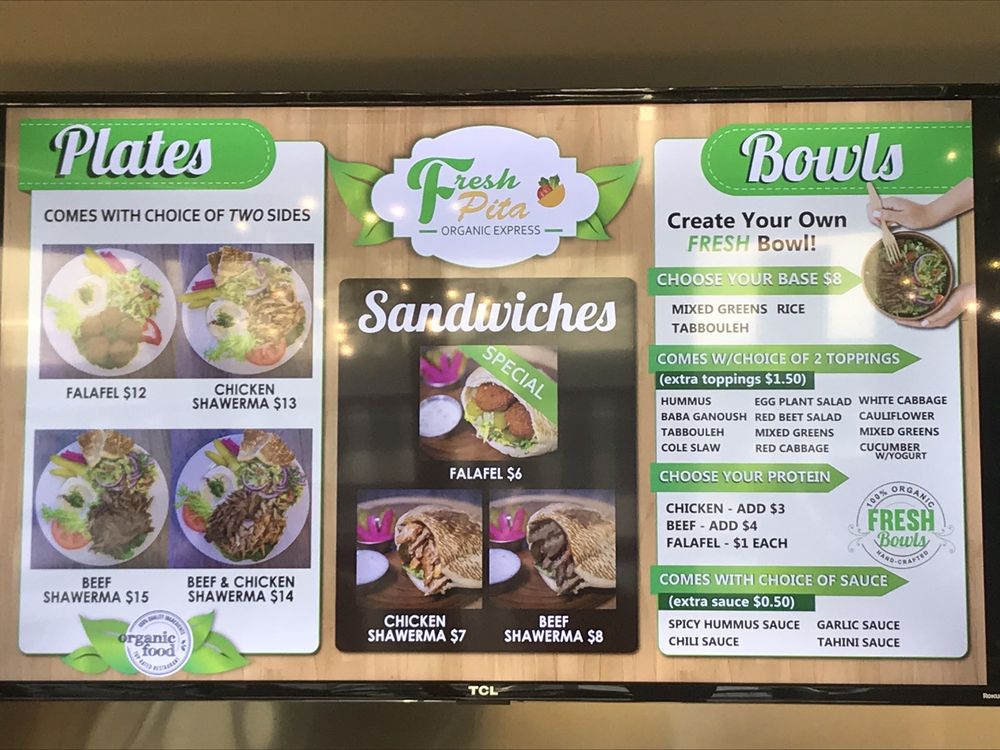 Plates
COMES WITH CHOICE OF TWO SIDES
FALAFEL $12
CHICKEN
SHAWERMA $13
BEEF
SHAWERMA $15
BEEF & CHICKEN
SHAWERMA $14
100% QUALITY INGREDIENTS
organic
food
TOP RATED RESTAURANT
Fresh
Pita
ORGANIC EXPRESS
Sandwiches
SPECIAL
FALAFEL $6
CHICKEN
SHAWERMA $7
BEEF
SHAWERMA $8
Bowls
Create Your Own
FRESH Bowl!
CHOOSE YOUR BASE $8
MIXED GREENS RICE
TABBOULEH
COMES W/CHOICE OF 2 TOPPINGS
(extra toppings $1.50)
HUMMUS EGG PLANT SALAD WHITE CABBAGE
BABA GANOUSH RED BEET SALAD CAULIFLOWER
TABBOULEH MIXED GREENS MIXED GREENS
COLE SLAW RED CABBAGE CUCUMBER
W/YOGURT
CHOOSE YOUR PROTEIN
CHICKEN - ADD $3
BEEF - ADD $4
FALAFEL - $1 EACH
100% ORGANIC
FRESH
Bowls
HAND-CRAFTED
COMES WITH CHOICE OF SAUCE
(extra sauce $0.50)
SPICY HUMMUS SAUCE GARLIC SAUCE
CHILI SAUCE TAHINI SAUCE
TCL